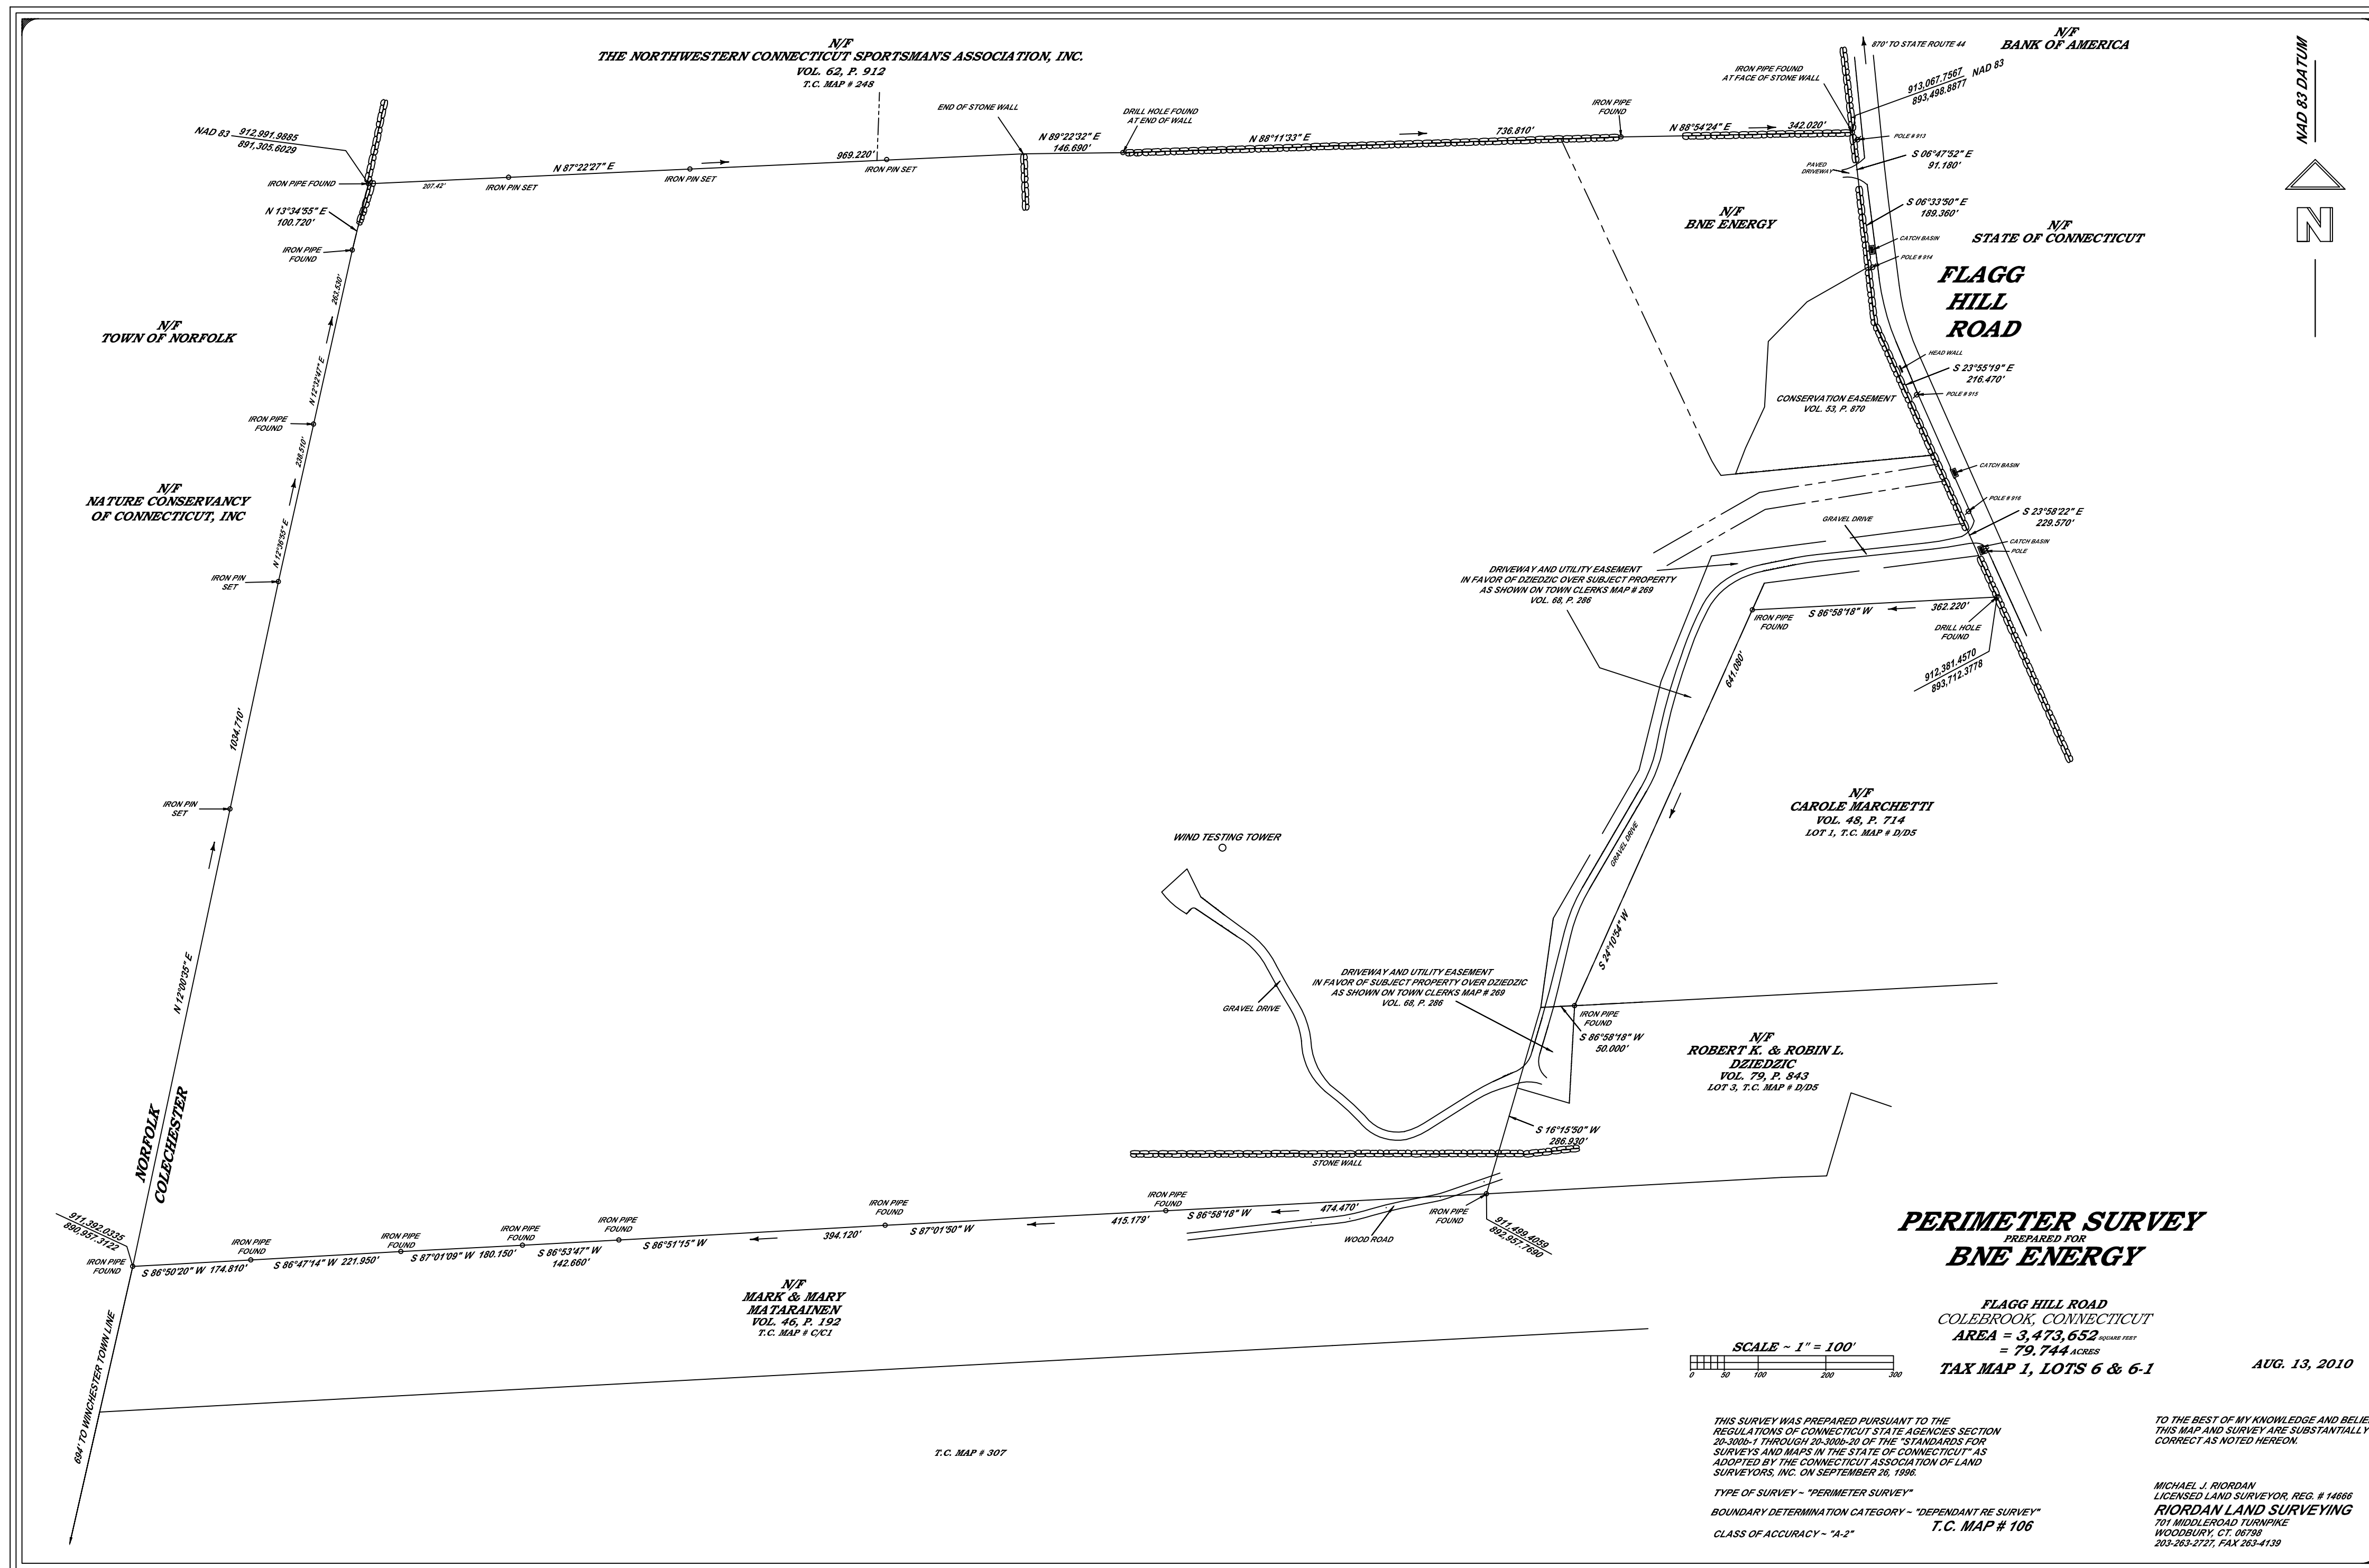 N/F
THE NORTHWESTERN CONNECTICUT SPORTSMAN'S ASSOCIATION, INC.
VOL. 62, P. 912
T.C. MAP # 248
N/F
BANK OF AMERICA
870' TO STATE ROUTE 44
NAD 83 DATUM
N
IRON PIPE FOUND
AT FACE OF STONE WALL
913,067.7567
893,498.8877
NAD 83
END OF STONE WALL
DRILL HOLE FOUND
AT END OF WALL
IRON PIPE
FOUND
NAD 83
912,991.9885
891,305.6029
N 87°22'27" E
969.220'
N 89°22'32" E
146.690'
N 88°11'33" E
736.810'
N 88°54'24" E
342.020'
POLE # 913
IRON PIPE FOUND
207.42'
IRON PIN SET
IRON PIN SET
IRON PIN SET
PAVED
DRIVEWAY
S 06°47'52" E
91.180'
N 13°34'55" E
100.720'
IRON PIPE
FOUND
N/F
BNE ENERGY
S 06°33'50" E
189.360'
CATCH BASIN
POLE # 914
N/F
STATE OF CONNECTICUT
FLAGG
HILL
ROAD
263.530'
N 12°32'47" E
N/F
TOWN OF NORFOLK
HEAD WALL
S 23°55'19" E
216.470'
POLE # 915
CONSERVATION EASEMENT
VOL. 53, P. 870
IRON PIPE
FOUND
238.510'
N 12°36'55" E
N/F
NATURE CONSERVANCY
OF CONNECTICUT, INC
CATCH BASIN
POLE # 916
S 23°58'22" E
229.570'
GRAVEL DRIVE
CATCH BASIN
POLE
IRON PIN
SET
DRIVEWAY AND UTILITY EASEMENT
IN FAVOR OF DZIEDZIC OVER SUBJECT PROPERTY
AS SHOWN ON TOWN CLERKS MAP # 269
VOL. 68, P. 286
S 86°58'18" W
362.220'
IRON PIPE
FOUND
DRILL HOLE
FOUND
912,381.4570
893,712.3778
641.080'
S 24°10'54" W
1034.710'
N 12°00'35" E
IRON PIN
SET
N/F
CAROLE MARCHETTI
VOL. 48, P. 714
LOT 1, T.C. MAP # D/D5
WIND TESTING TOWER
GRAVEL DRIVE
GRAVEL DRIVE
DRIVEWAY AND UTILITY EASEMENT
IN FAVOR OF SUBJECT PROPERTY OVER DZIEDZIC
AS SHOWN ON TOWN CLERKS MAP # 269
VOL. 68, P. 286
IRON PIPE
FOUND
S 86°58'18" W
50.000'
N/F
ROBERT K. & ROBIN L.
DZIEDZIC
VOL. 79, P. 843
LOT 3, T.C. MAP # D/D5
NORFOLK
COLECHESTER
S 16°15'50" W
286.930'
STONE WALL
911,392.0335
890,957.3122
IRON PIPE
FOUND
S 86°50'20" W 174.810'
IRON PIPE
FOUND
S 86°47'14" W 221.950'
IRON PIPE
FOUND
S 87°01'09" W 180.150'
IRON PIPE
FOUND
S 86°53'47" W
142.660'
IRON PIPE
FOUND
S 86°51'15" W
394.120'
IRON PIPE
FOUND
S 87°01'50" W
415.179'
IRON PIPE
FOUND
S 86°58'18" W
474.470'
WOOD ROAD
IRON PIPE
FOUND
911,499.4059
892,957.7690
N/F
MARK & MARY
MATARAINEN
VOL. 46, P. 192
T.C. MAP # C/C1
694' TO WINCHESTER TOWN LINE
T.C. MAP # 307
PERIMETER SURVEY
PREPARED FOR
BNE ENERGY
FLAGG HILL ROAD
COLEBROOK, CONNECTICUT
AREA = 3,473,652 SQUARE FEET
= 79.744 ACRES
TAX MAP 1, LOTS 6 & 6-1
AUG. 13, 2010
SCALE ~ 1" = 100'
0 50 100 200 300
THIS SURVEY WAS PREPARED PURSUANT TO THE
REGULATIONS OF CONNECTICUT STATE AGENCIES SECTION
20-300b-1 THROUGH 20-300b-20 OF THE "STANDARDS FOR
SURVEYS AND MAPS IN THE STATE OF CONNECTICUT" AS
ADOPTED BY THE CONNECTICUT ASSOCIATION OF LAND
SURVEYORS, INC. ON SEPTEMBER 26, 1996.
TYPE OF SURVEY ~ "PERIMETER SURVEY"
BOUNDARY DETERMINATION CATEGORY ~ "DEPENDANT RE SURVEY"
CLASS OF ACCURACY ~ "A-2"
T.C. MAP # 106
TO THE BEST OF MY KNOWLEDGE AND BELIE
THIS MAP AND SURVEY ARE SUBSTANTIALLY
CORRECT AS NOTED HEREON.
MICHAEL J. RIORDAN
LICENSED LAND SURVEYOR, REG. # 14666
RIORDAN LAND SURVEYING
701 MIDDLEROAD TURNPIKE
WOODBURY, CT. 06798
203-263-2727, FAX 263-4139